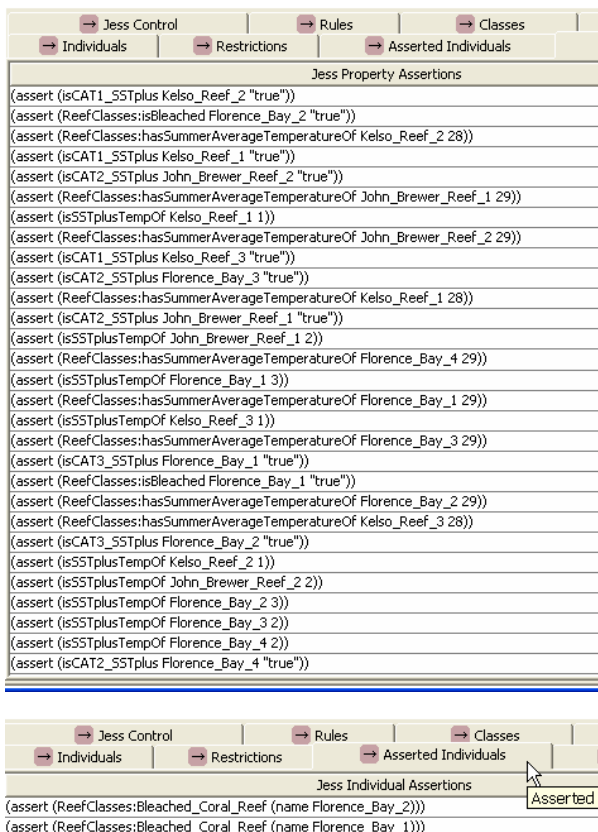 Jess Control Rules Classes
Individuals Restrictions Asserted Individuals
Jess Property Assertions
(assert (isCAT1_SSTplus Kelso_Reef_2 "true"))
(assert (ReefClasses:isBleached Florence_Bay_2 "true"))
(assert (ReefClasses:hasSummerAverageTemperatureOf Kelso_Reef_2 28))
(assert (isCAT1_SSTplus Kelso_Reef_1 "true"))
(assert (isCAT2_SSTplus John_Brewer_Reef_2 "true"))
(assert (ReefClasses:hasSummerAverageTemperatureOf John_Brewer_Reef_1 29))
(assert (isSSTplusTempOf Kelso_Reef_1 1))
(assert (ReefClasses:hasSummerAverageTemperatureOf John_Brewer_Reef_2 29))
(assert (isCAT1_SSTplus Kelso_Reef_3 "true"))
(assert (isCAT2_SSTplus Florence_Bay_3 "true"))
(assert (ReefClasses:hasSummerAverageTemperatureOf Kelso_Reef_1 28))
(assert (isCAT2_SSTplus John_Brewer_Reef_1 "true"))
(assert (isSSTplusTempOf John_Brewer_Reef_1 2))
(assert (ReefClasses:hasSummerAverageTemperatureOf Florence_Bay_4 29))
(assert (isSSTplusTempOf Florence_Bay_1 3))
(assert (ReefClasses:hasSummerAverageTemperatureOf Florence_Bay_1 29))
(assert (isSSTplusTempOf Kelso_Reef_3 1))
(assert (ReefClasses:hasSummerAverageTemperatureOf Florence_Bay_3 29))
(assert (isCAT3_SSTplus Florence_Bay_1 "true"))
(assert (ReefClasses:isBleached Florence_Bay_1 "true"))
(assert (ReefClasses:hasSummerAverageTemperatureOf Florence_Bay_2 29))
(assert (ReefClasses:hasSummerAverageTemperatureOf Kelso_Reef_3 28))
(assert (isCAT3_SSTplus Florence_Bay_2 "true"))
(assert (isSSTplusTempOf Kelso_Reef_2 1))
(assert (isSSTplusTempOf John_Brewer_Reef_2 2))
(assert (isSSTplusTempOf Florence_Bay_2 3))
(assert (isSSTplusTempOf Florence_Bay_3 2))
(assert (isSSTplusTempOf Florence_Bay_4 2))
(assert (isCAT2_SSTplus Florence_Bay_4 "true"))
Jess Control Rules Classes
Individuals Restrictions Asserted Individuals
Jess Individual Assertions
Asserted
(assert (ReefClasses:Bleached_Coral_Reef (name Florence_Bay_2)))
(assert (ReefClasses:Bleached_Coral_Reef (name Florence_Bay_1)))